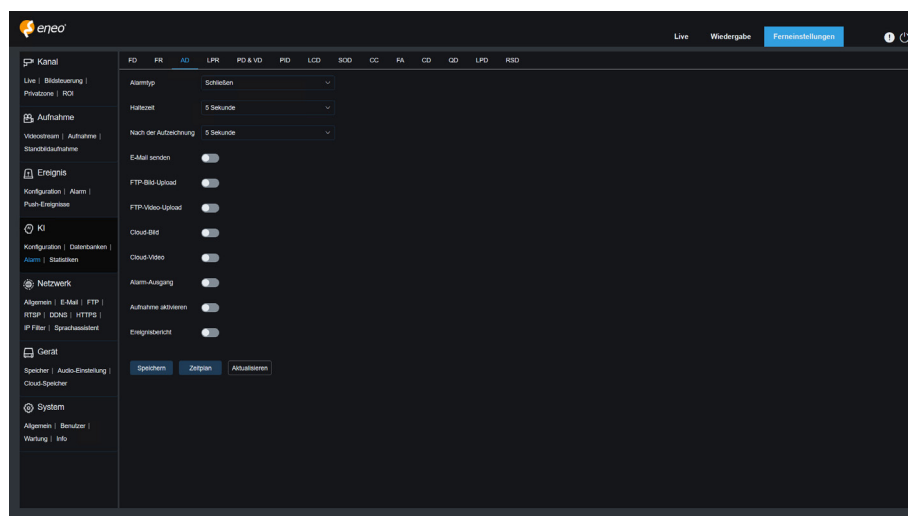 eneo
Live Wiedergabe Ferneinstellungen
Kanal
Live | Bildsteuerung |
Privatzone | ROI
Aufnahme
Videostream | Aufnahme |
Standbildaufnahme
Ereignis
Konfiguration | Alarm |
Push-Ereignisse
KI
Konfiguration | Datenbanken |
Alarm | Statistiken
Netzwerk
Allgemein | E-Mail | FTP |
RTSP | DDNS | HTTPS |
IP Filter | Sprachassistent
Gerät
Speicher | Audio-Einstellung |
Cloud-Speicher
System
Allgemein | Benutzer |
Wartung | Info
FD FR AD LPR PD & VD PID LCD SOD CC FA CD QD LPD RSD
Alarmtyp Schließen
Haltezeit 5 Sekunde
Nach der Aufzeichnung 5 Sekunde
E-Mail senden
FTP-Bild-Upload
FTP-Video-Upload
Cloud-Bild
Cloud-Video
Alarm-Ausgang
Aufnahme aktivieren
Ereignisbericht
Speichern Zeitplan Aktualisieren